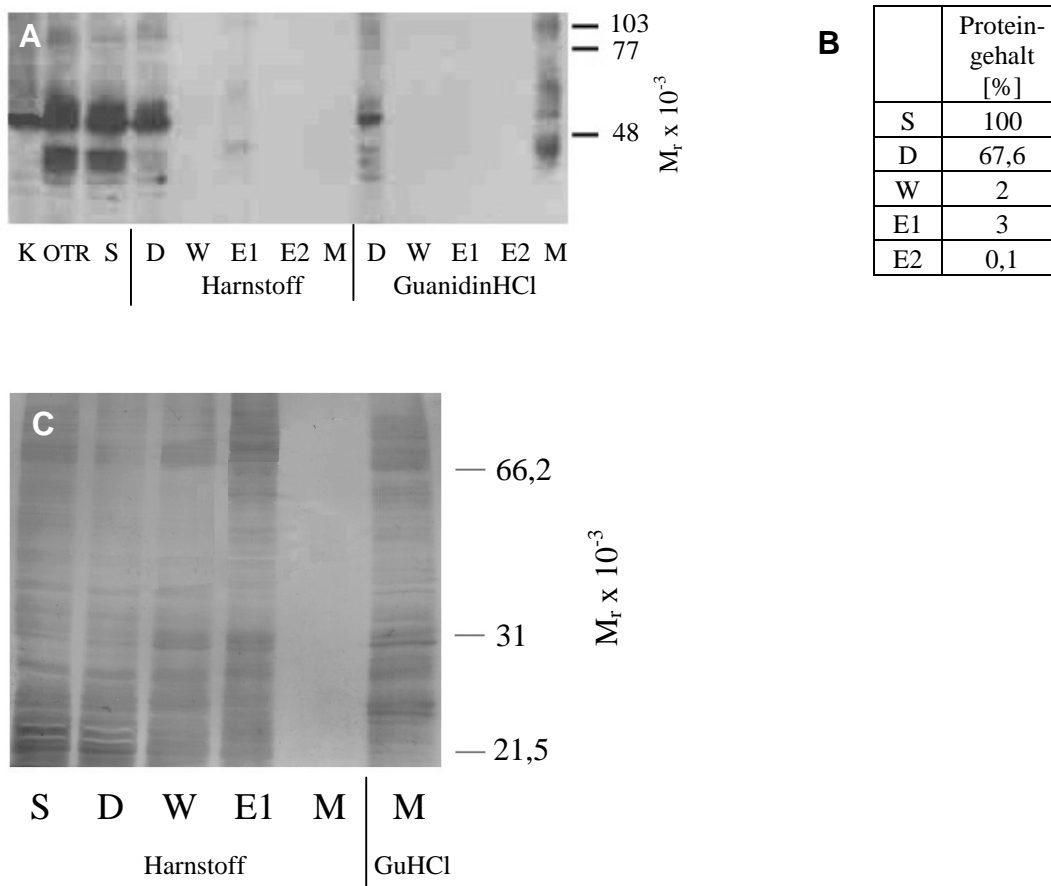 A
103
77
48
Mr x 10-3
K OTR S D W E1 E2 M D W E1 E2 M
Harnstoff GuanidinHCl
B
Protein-
gehalt
[%]
S 100
D 67,6
W 2
E1 3
E2 0,1
C
66,2
31
21,5
Mr x 10-3
S D W E1 M M
Harnstoff GuHCl